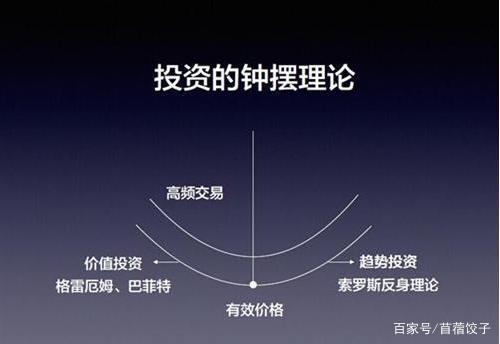 投资的钟摆理论
高频交易
价值投资
格雷厄姆、巴菲特
趋势投资
索罗斯反身理论
有效价格
百家号/苜蓿饺子